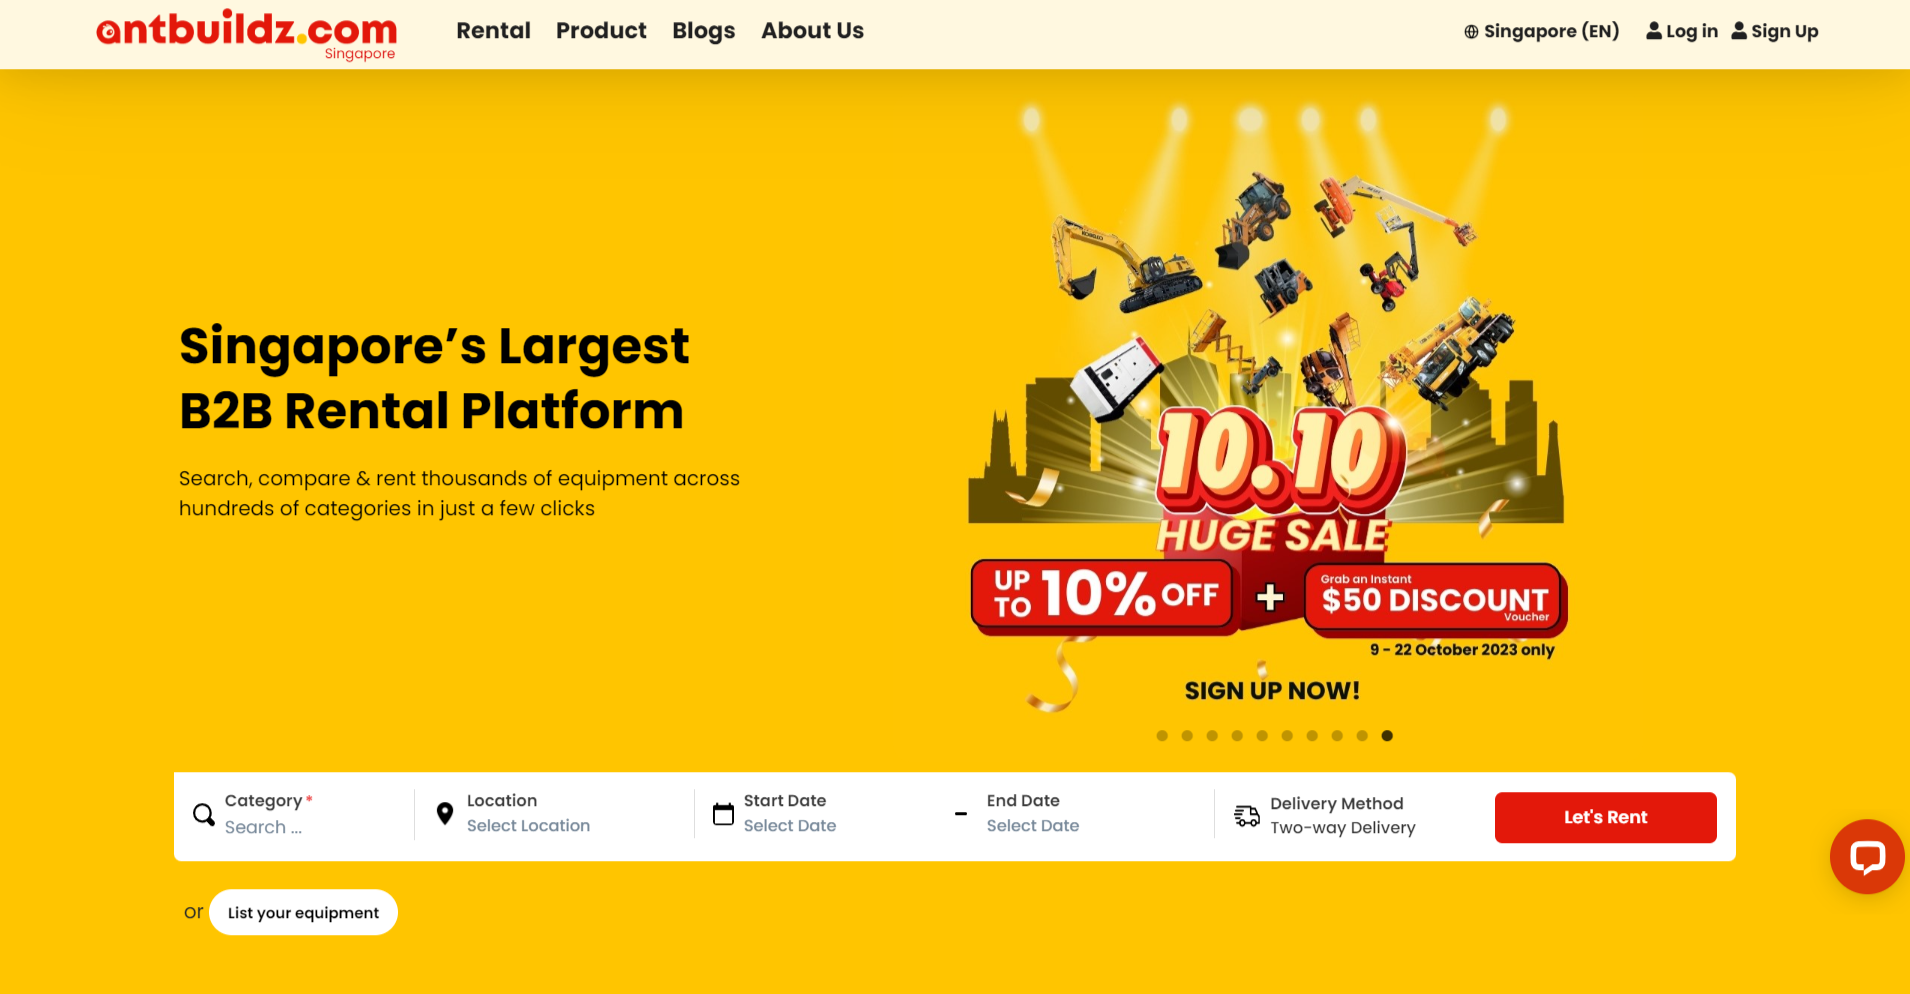 antbuildz.com
Singapore
Rental
Product
Blogs
About Us
Singapore (EN)
Log in
Sign Up
Singapore’s Largest
B2B Rental Platform
Search, compare & rent thousands of equipment across
hundreds of categories in just a few clicks
10.10
HUGE SALE
UP TO 10% OFF
+
Grab an Instant
$50 DISCOUNT
Voucher
9 - 22 October 2023 only
SIGN UP NOW!
Category *
Search ...
Location
Select Location
Start Date
Select Date
–
End Date
Select Date
Delivery Method
Two-way Delivery
Let's Rent
or
List your equipment